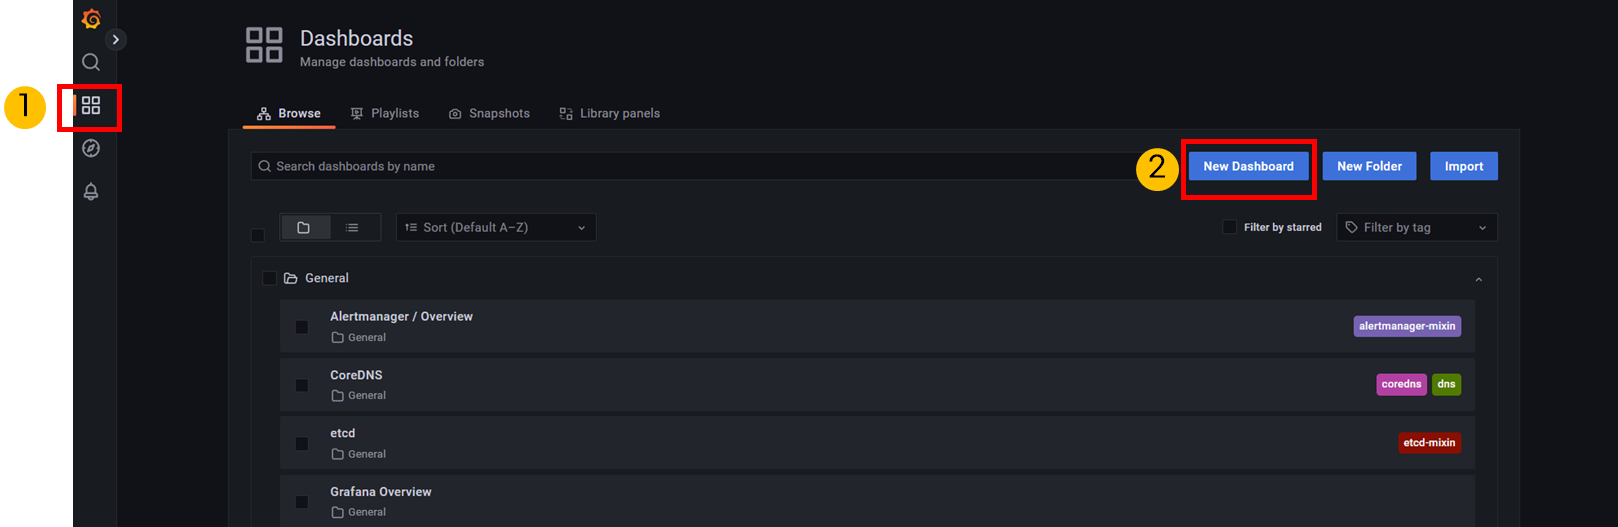 Dashboards
Manage dashboards and folders
1
Browse Playlists Snapshots Library panels
Search dashboards by name 2 New Dashboard New Folder Import
Sort (Default A–Z) Filter by starred Filter by tag
General
Alertmanager / Overview alertmanager-mixin
General
CoreDNS coredns dns
General
etcd etcd-mixin
General
Grafana Overview
General